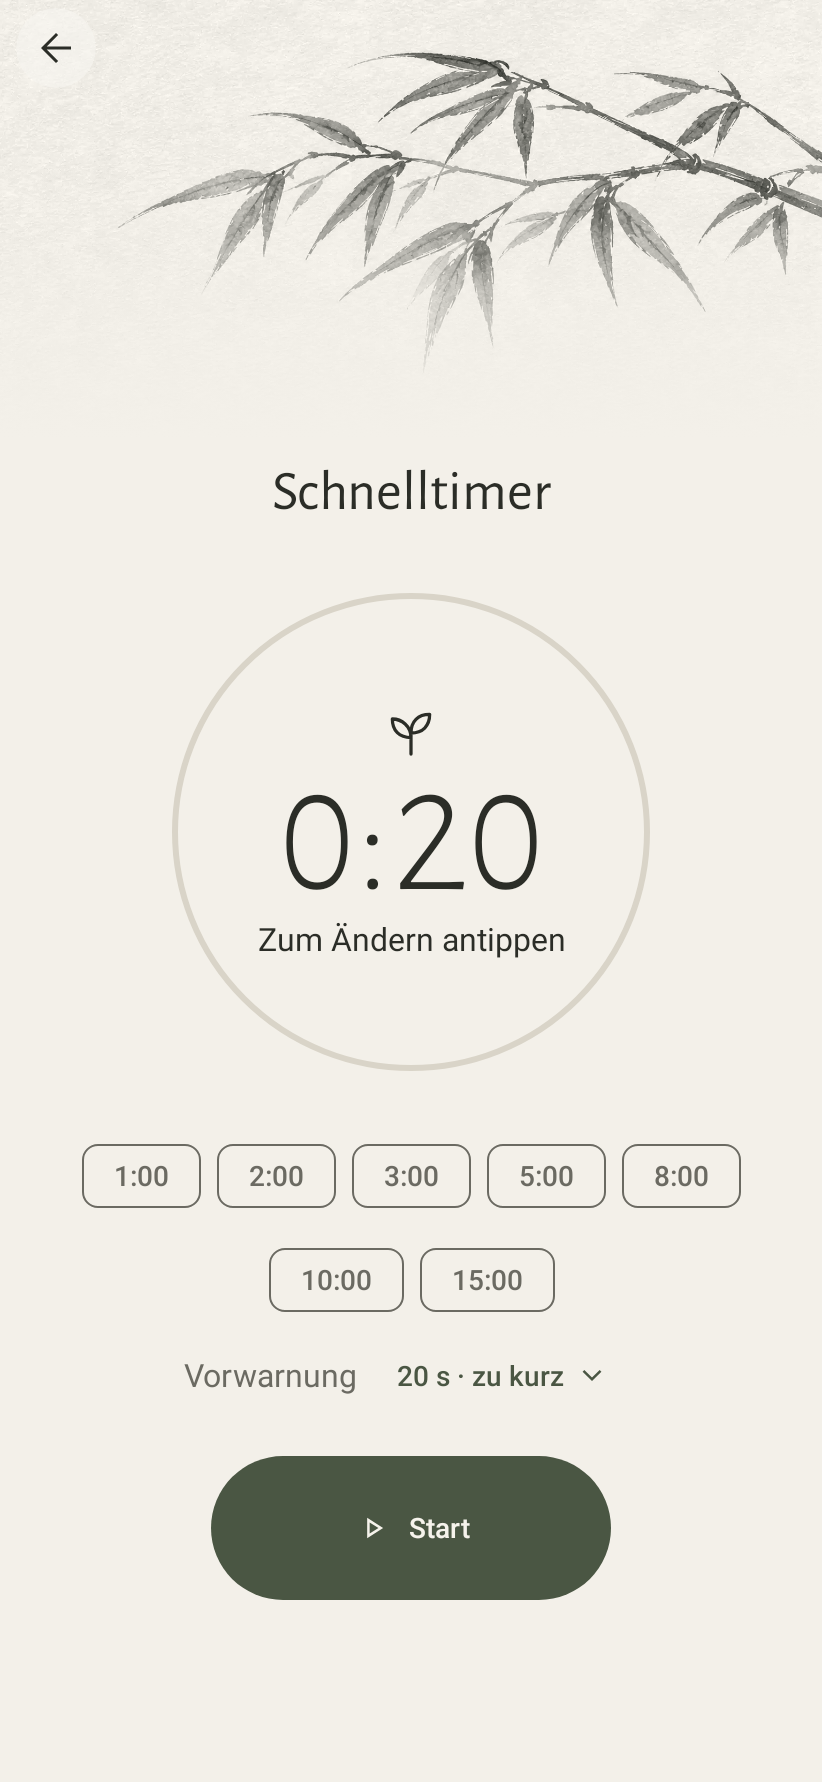 Schnelltimer
0:20
Zum Ändern antippen
1:00 2:00 3:00 5:00 8:00
10:00 15:00
Vorwarnung 20 s · zu kurz
Start